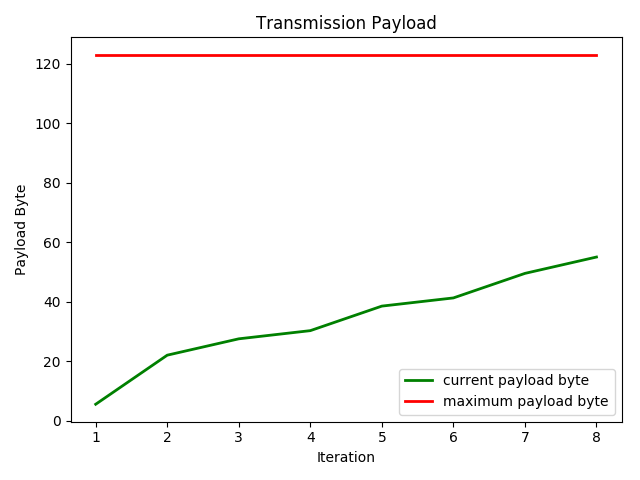 Transmission Payload
120
100
80
60
40
20
0
Payload Byte
1 2 3 4 5 6 7 8
Iteration
current payload byte
maximum payload byte